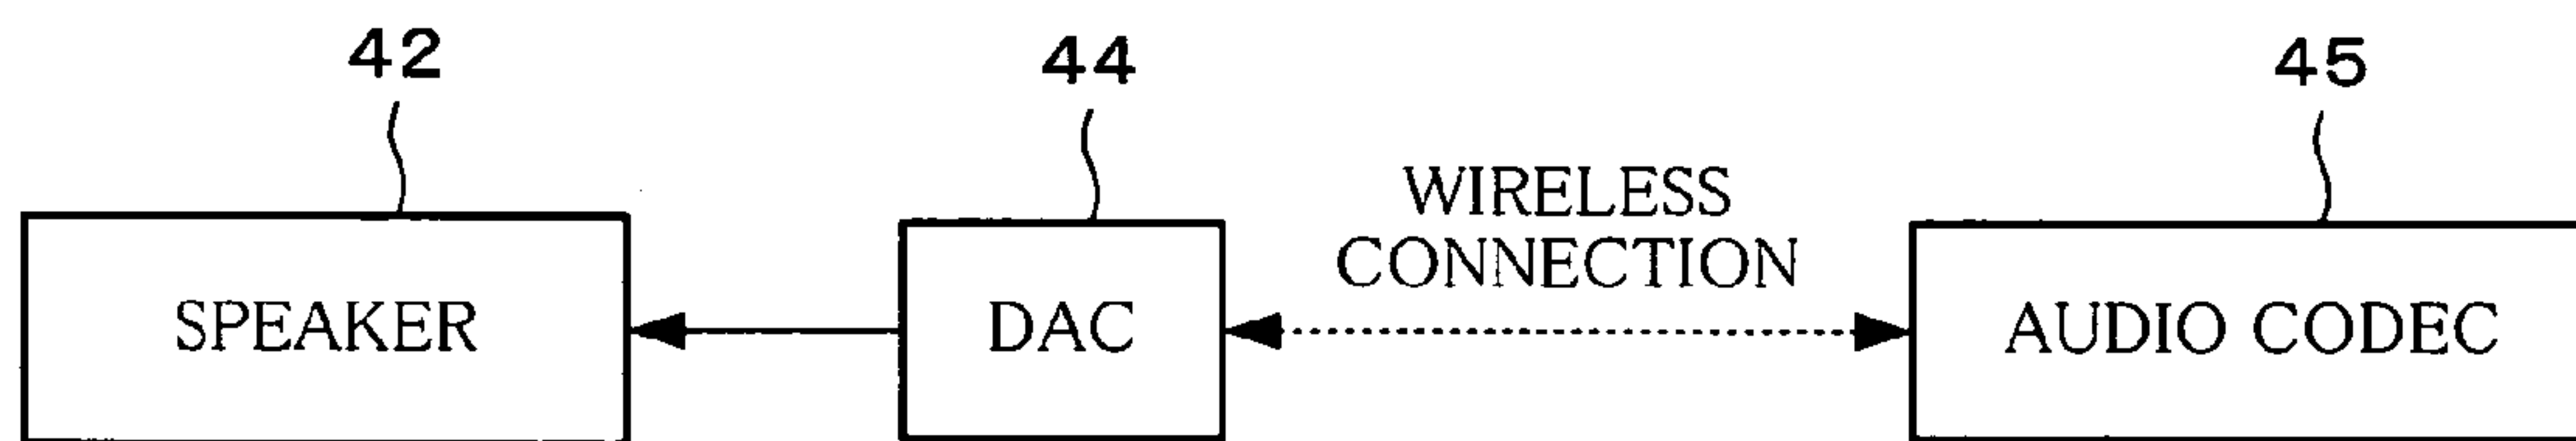 42
44
45
WIRELESS
CONNECTION
SPEAKER
DAC
AUDIO CODEC